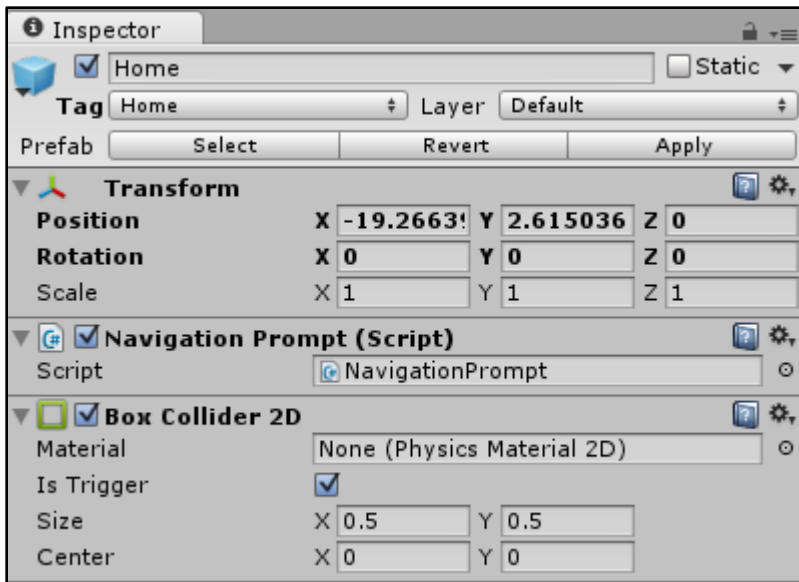 Inspector
Home Static
Tag Home Layer Default
Prefab Select Revert Apply
Transform
Position X -19.2663 Y 2.615036 Z 0
Rotation X 0 Y 0 Z 0
Scale X 1 Y 1 Z 1
Navigation Prompt (Script)
Script NavigationPrompt
Box Collider 2D
Material None (Physics Material 2D)
Is Trigger
Size X 0.5 Y 0.5
Center X 0 Y 0